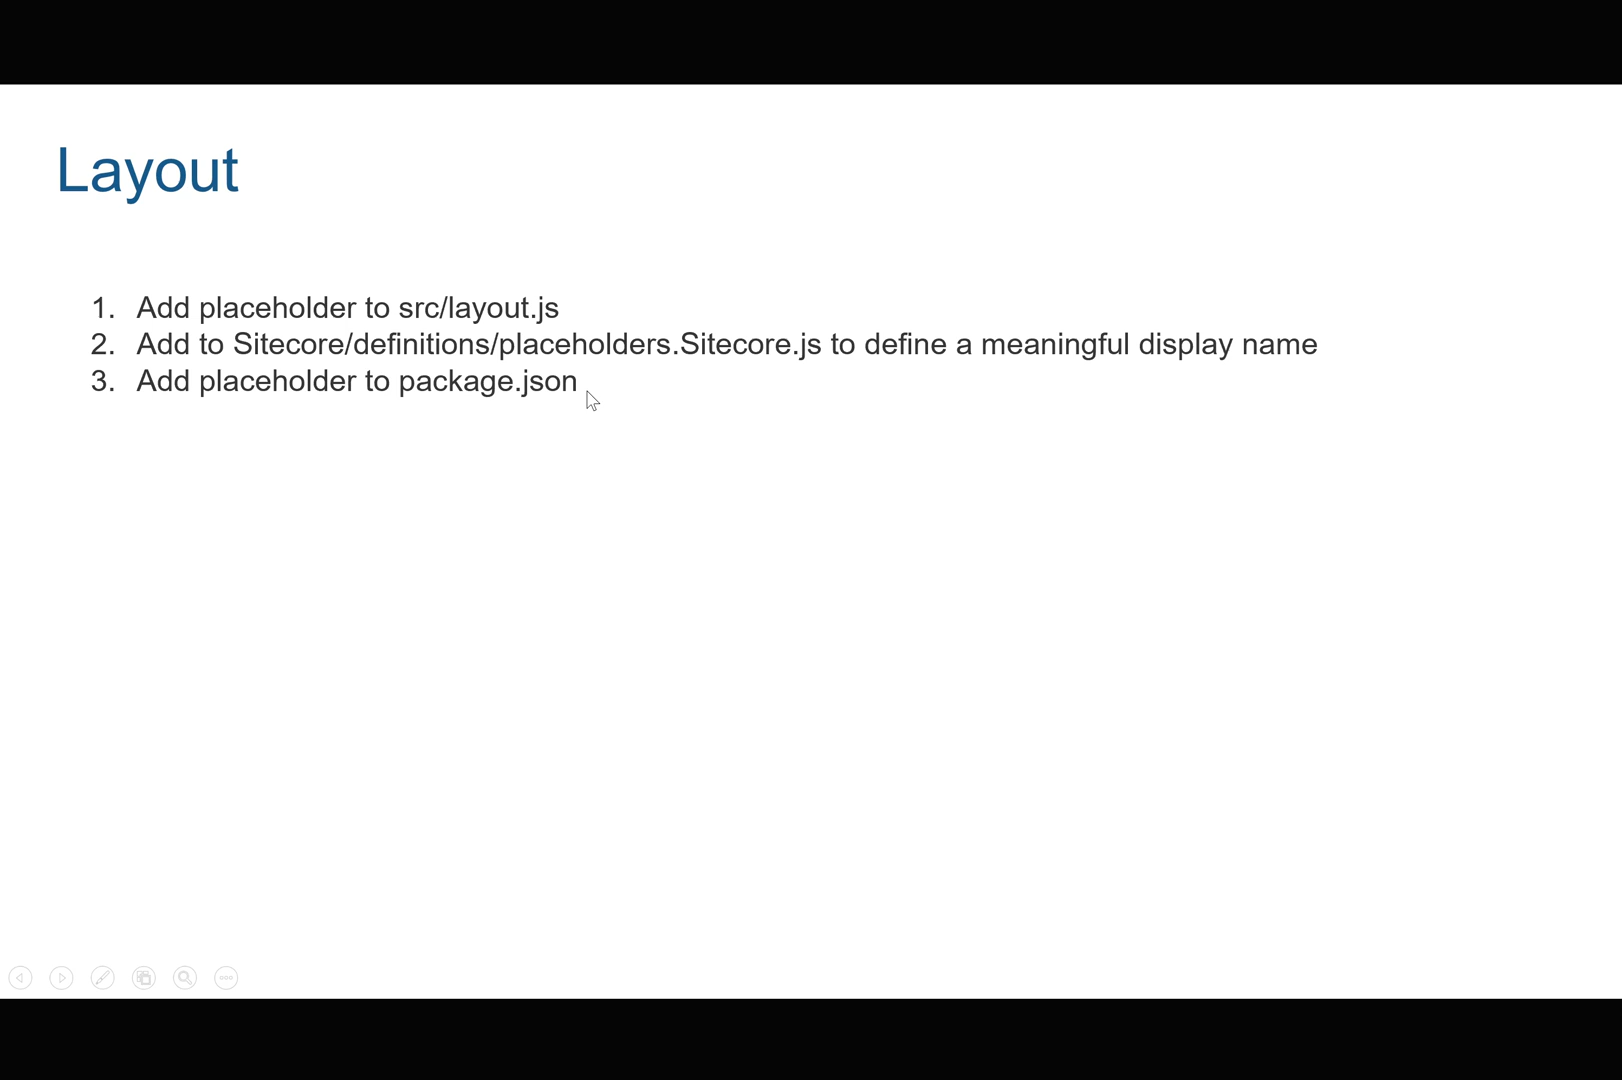 Layout
1. Add placeholder to src/layout.js
2. Add to Sitecore/definitions/placeholders.Sitecore.js to define a meaningful display name
3. Add placeholder to package.json